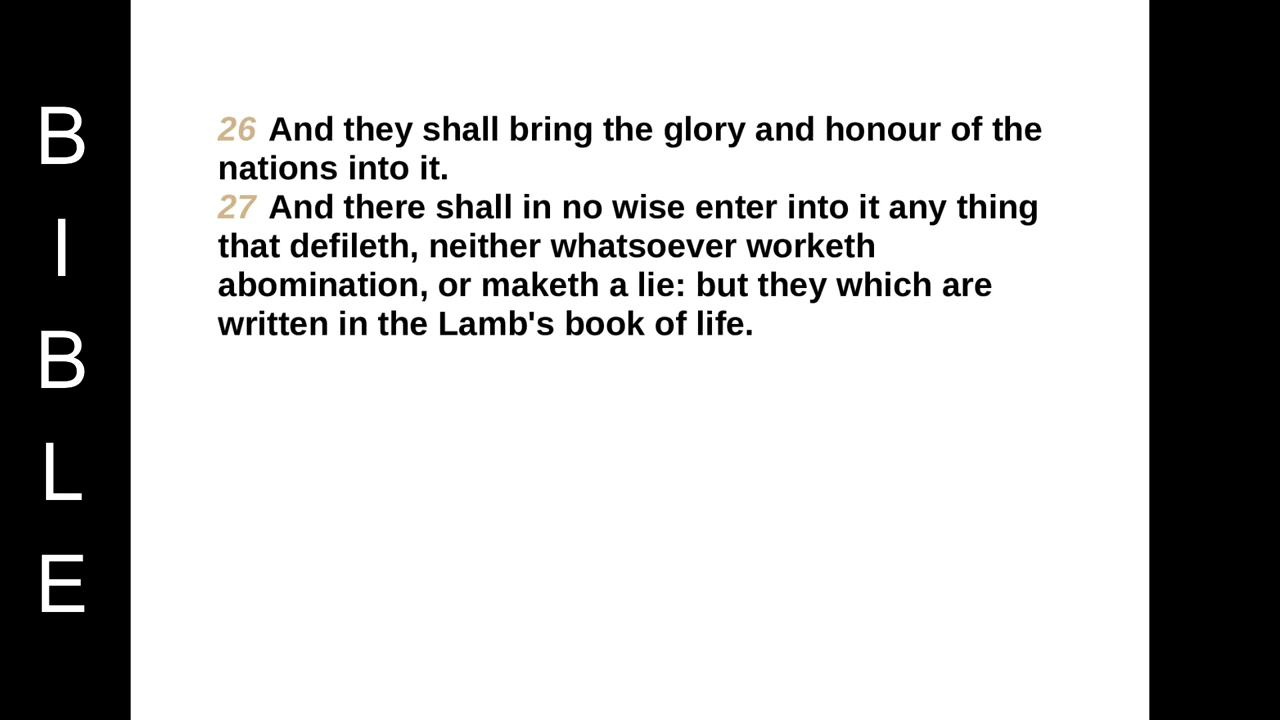 B
I
B
L
E
26 And they shall bring the glory and honour of the
nations into it.
27 And there shall in no wise enter into it any thing
that defileth, neither whatsoever worketh
abomination, or maketh a lie: but they which are
written in the Lamb's book of life.